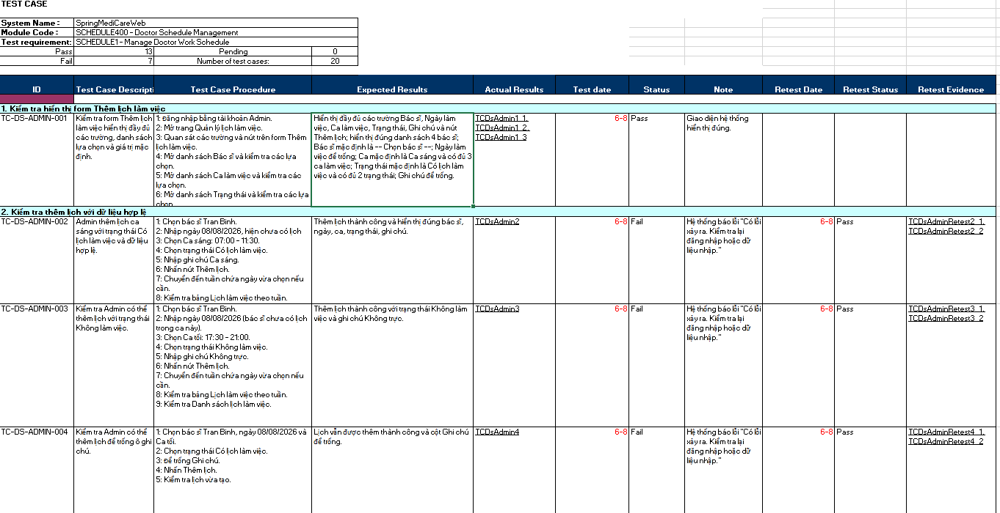 TEST CASE
System Name : SpringMediCareWeb
Module Code : SCHEDULE400 - Doctor Schedule Management
Test requirement: SCHEDULE1 - Manage Doctor Work Schedule
Pass 13 Pending 0
Fail 7 Number of test cases: 20
ID Test Case Descripti Test Case Procedure Expected Results Actual Results Test date Status Note Retest Date Retest Status Retest Evidence
1. Kiểm tra hiển thị form Thêm lịch làm việc
TC-DS-ADMIN-001
Kiểm tra form Thêm lịch
làm việc hiển thị đầy đủ
các trường, danh sách
lựa chọn và giá trị mặc
định.
1: Đăng nhập bằng tài khoản Admin.
2: Mở trang Quản lý lịch làm việc.
3: Quan sát các trường và nút trên form Thêm
lịch làm việc.
4: Mở danh sách Bác sĩ và kiểm tra các lựa
chọn.
5: Mở danh sách Ca làm việc và kiểm tra các
lựa chọn.
6: Mở danh sách Trạng thái và kiểm tra các lựa
chọn
Hiển thị đầy đủ các trường Bác sĩ, Ngày làm
việc, Ca làm việc, Trạng thái, Ghi chú và nút
Thêm lịch; hiển thị đúng danh sách 4 bác sĩ;
Bác sĩ mặc định là -- Chọn bác sĩ --; Ngày làm
việc để trống; Ca mặc định là Ca sáng và có đủ 3
ca làm việc; Trạng thái mặc định là Có lịch làm
việc và có đủ 2 trạng thái; Ghi chú để trống.
TCDsAdmin1_1,
TCDsAdmin1_2,
TCDsAdmin1_3
6-8
Pass
Giao diện hệ thống
hiển thị đúng.
2. Kiểm tra thêm lịch với dữ liệu hợp lệ
TC-DS-ADMIN-002
Admin thêm lịch ca
sáng với trạng thái Có
lịch làm việc và dữ liệu
hợp lệ.
1: Chọn bác sĩ Tran Binh.
2: Nhập ngày 08/08/2026, hiện chưa có lịch
3: Chọn Ca sáng: 07:00 - 11:30.
4: Chọn trạng thái Có lịch làm việc.
5: Nhập ghi chú Ca sáng.
6: Nhấn nút Thêm lịch.
7: Chuyển đến tuần chứa ngày vừa chọn nếu
cần.
8: Kiểm tra bảng Lịch làm việc theo tuần.
Thêm lịch thành công và hiển thị đúng bác sĩ,
ngày, ca, trạng thái, ghi chú.
TCDsAdmin2
6-8
Fail
Hệ thống báo lỗi "Có lỗi
xảy ra. Kiểm tra lại
đăng nhập hoặc dữ
liệu nhập."
6-8
Pass
TCDsAdminRetest2_1,
TCDsAdminRetest2_2
TC-DS-ADMIN-003
Kiểm tra Admin có thể
thêm lịch với trạng thái
Không làm việc.
1: Chọn bác sĩ Tran Binh.
2: Nhập ngày 08/08/2026 (bác sĩ chưa có lịch
trong ca này).
3: Chọn Ca tối: 17:30 - 21:00.
4: Chọn trạng thái Không làm việc.
5: Nhập ghi chú Không trực.
6: Nhấn nút Thêm lịch.
7: Chuyển đến tuần chứa ngày vừa chọn nếu
cần.
8: Kiểm tra bảng Lịch làm việc theo tuần.
9: Kiểm tra Danh sách lịch làm việc.
Thêm lịch thành công với trạng thái Không làm
việc và ghi chú Không trực.
TCDsAdmin3
6-8
Fail
Hệ thống báo lỗi "Có lỗi
xảy ra. Kiểm tra lại
đăng nhập hoặc dữ
liệu nhập."
6-8
Pass
TCDsAdminRetest3_1,
TCDsAdminRetest3_2
TC-DS-ADMIN-004
Kiểm tra Admin có thể
thêm lịch để trống ô ghi
chú.
1: Chọn bác sĩ Tran Binh, ngày 08/08/2026 và
Ca tối.
2: Chọn trạng thái Có lịch làm việc.
3: Để trống Ghi chú.
4: Nhấn Thêm lịch.
5: Kiểm tra lịch vừa tạo.
Lịch vẫn được thêm thành công và cột Ghi chú
để trống.
TCDsAdmin4
6-8
Fail
Hệ thống báo lỗi "Có lỗi
xảy ra. Kiểm tra lại
đăng nhập hoặc dữ
liệu nhập."
6-8
Pass
TCDsAdminRetest4_1,
TCDsAdminRetest4_2